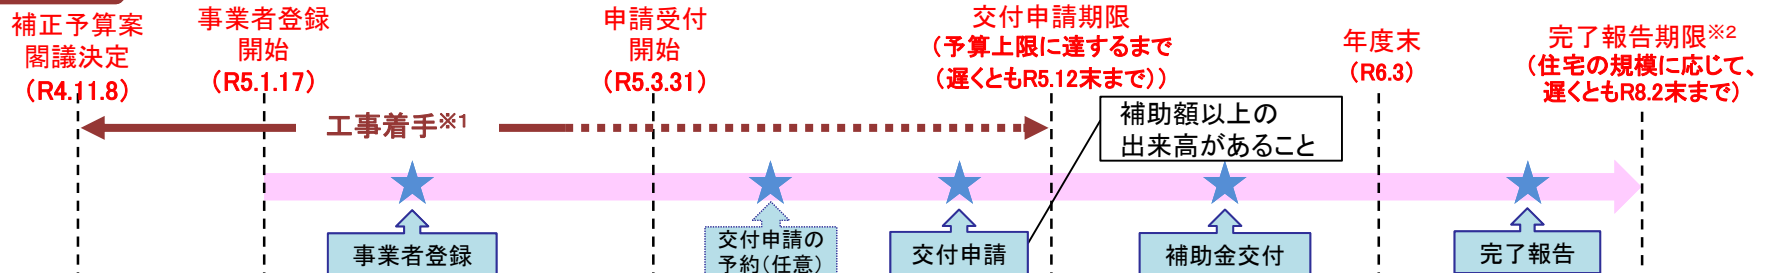 補正予算案
閣議決定
（R4.11.8）
事業者登録
開始
（R5.1.17）
申請受付
開始
（R5.3.31）
交付申請期限
（予算上限に達するまで
（遅くともR5.12末まで））
年度末
（R6.3）
完了報告期限※2
（住宅の規模に応じて、
遅くともR8.2末まで）
工事着手※1
補助額以上の
出来高があること
事業者登録
交付申請の
予約（任意）
交付申請
補助金交付
完了報告